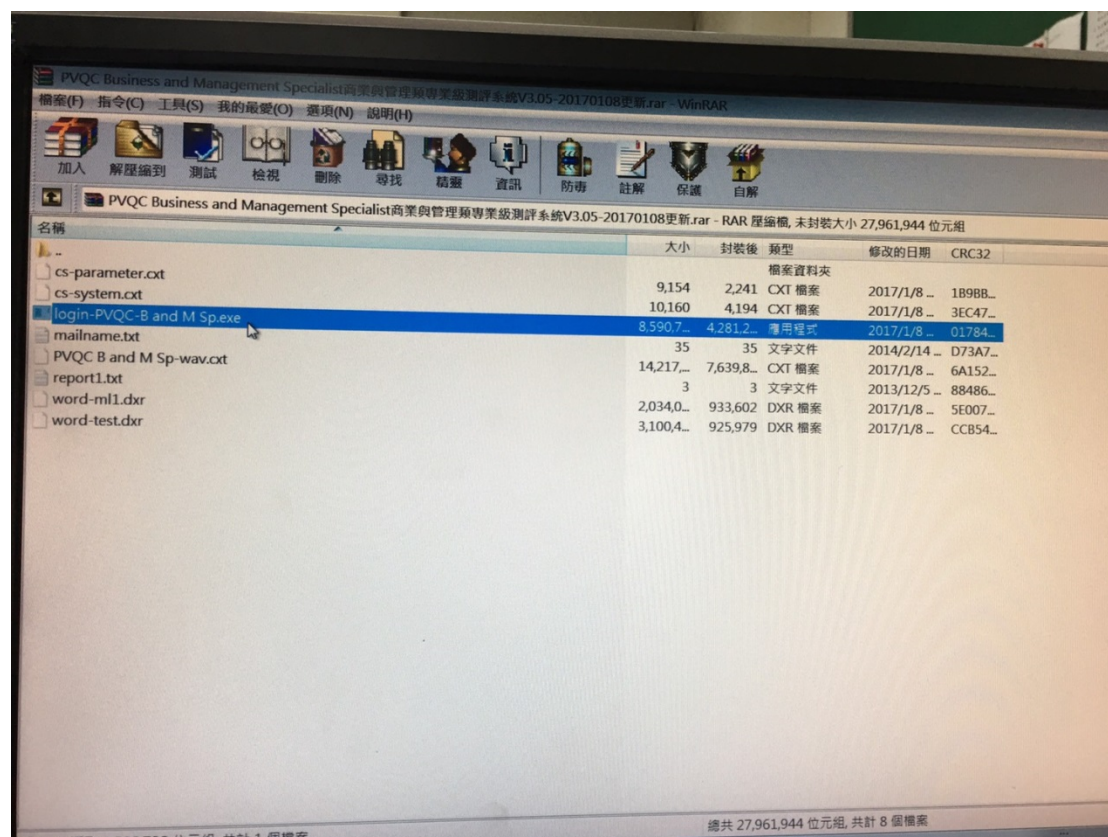 PVQC Business and Management Specialist商業與管理類專業級測評系統V3.05-20170108更新.rar - WinRAR
檔案(F) 指令(C) 工具(S) 我的最愛(O) 選項(N) 說明(H)
加入 解壓縮到 測試 檢視 刪除 尋找 精靈 資訊 防毒 註解 保護 自解
PVQC Business and Management Specialist商業與管理類專業級測評系統V3.05-20170108更新.rar - RAR 壓縮檔, 未封裝大小 27,961,944 位元組
名稱 大小 封裝後 類型 修改的日期 CRC32
.. 檔案資料夾
cs-parameter.cxt 9,154 2,241 CXT 檔案 2017/1/8 ... 1B9BB...
cs-system.cxt 10,160 4,194 CXT 檔案 2017/1/8 ... 3EC47...
login-PVQC-B and M Sp.exe 8,590,7... 4,281,2... 應用程式 2017/1/8 ... 01784...
mailname.txt 35 35 文字文件 2014/2/14 ... D73A7...
PVQC B and M Sp-wav.cxt 14,217,... 7,639,8... CXT 檔案 2017/1/8 ... 6A152...
report1.txt 3 3 文字文件 2013/12/5 ... 88486...
word-ml1.dxr 2,034,0... 933,602 DXR 檔案 2017/1/8 ... 5E007...
word-test.dxr 3,100,4... 925,979 DXR 檔案 2017/1/8 ... CCB54...
總共 27,961,944 位元組, 共計 8 個檔案